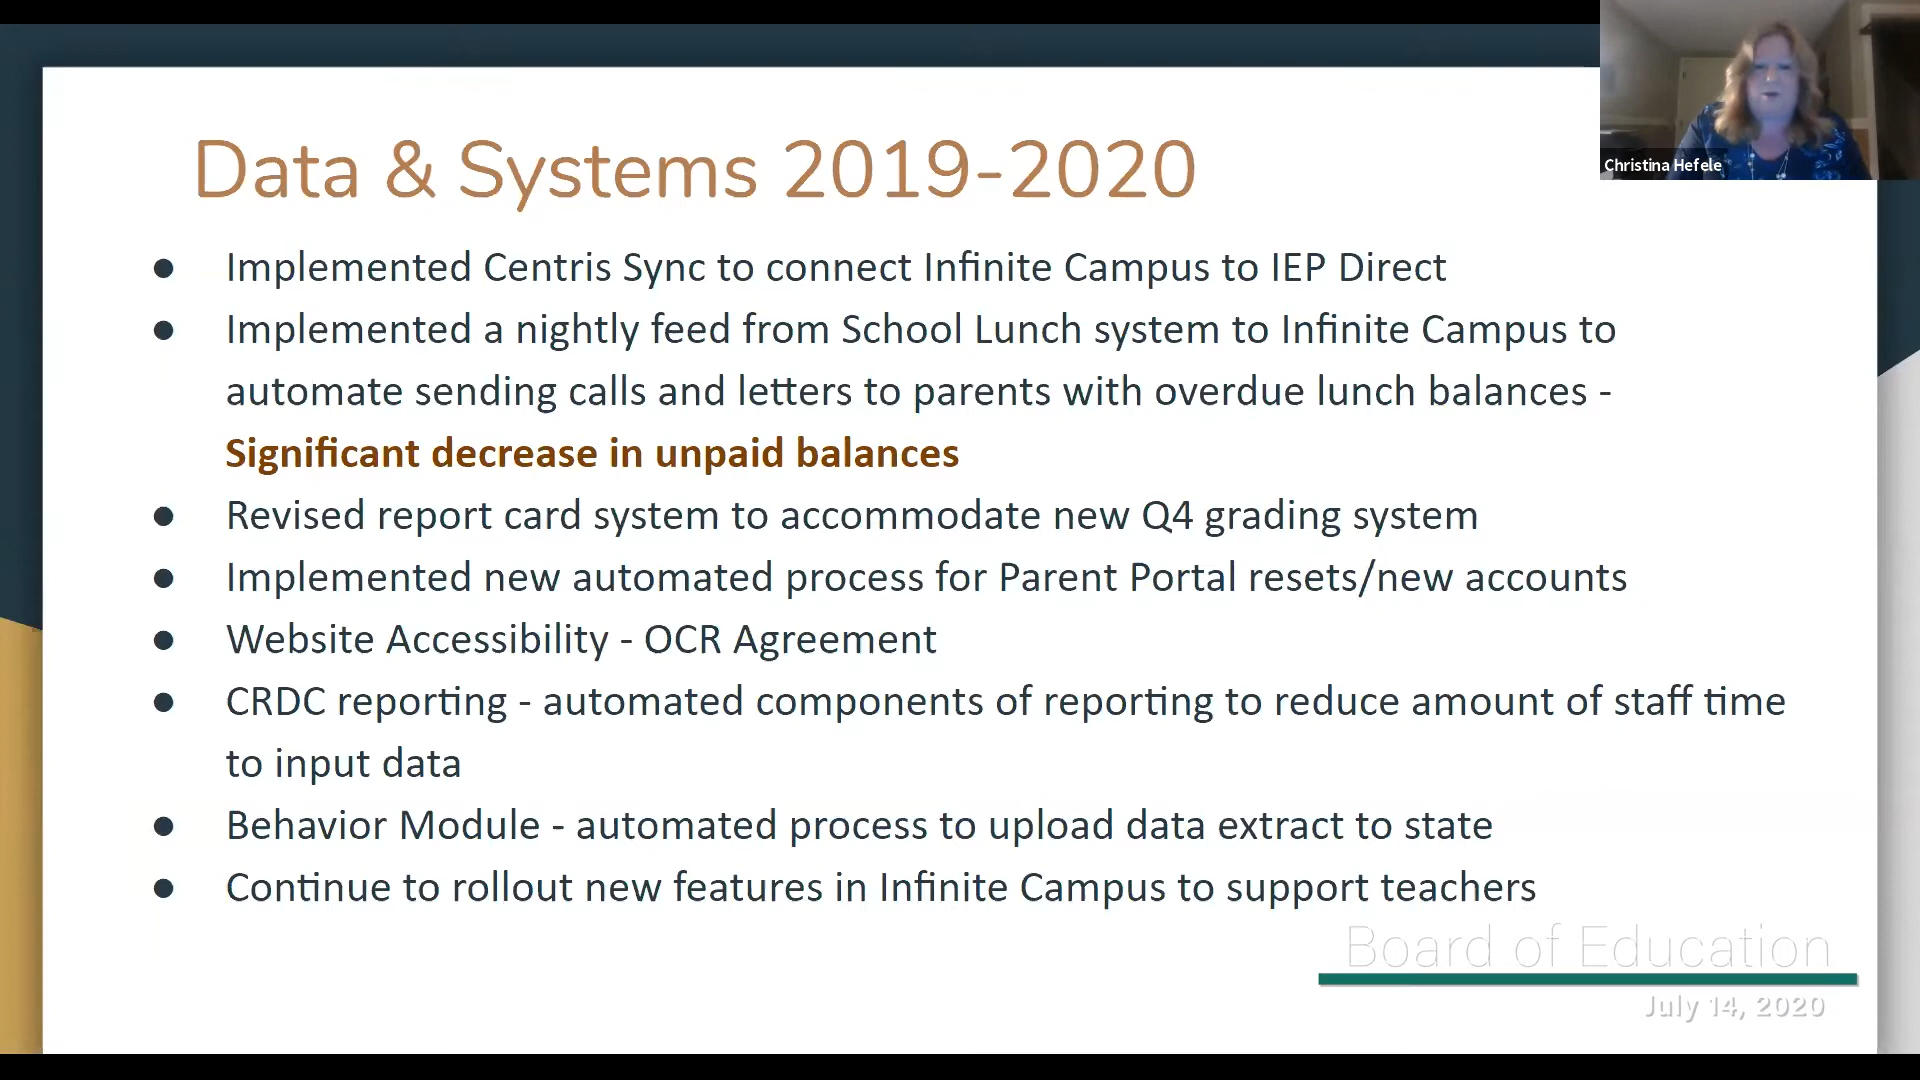 Christina Hefele
Data & Systems 2019-2020
● Implemented Centris Sync to connect Infinite Campus to IEP Direct
● Implemented a nightly feed from School Lunch system to Infinite Campus to
automate sending calls and letters to parents with overdue lunch balances -
Significant decrease in unpaid balances
● Revised report card system to accommodate new Q4 grading system
● Implemented new automated process for Parent Portal resets/new accounts
● Website Accessibility - OCR Agreement
● CRDC reporting - automated components of reporting to reduce amount of staff time
to input data
● Behavior Module - automated process to upload data extract to state
● Continue to rollout new features in Infinite Campus to support teachers
Board of Education
July 14, 2020